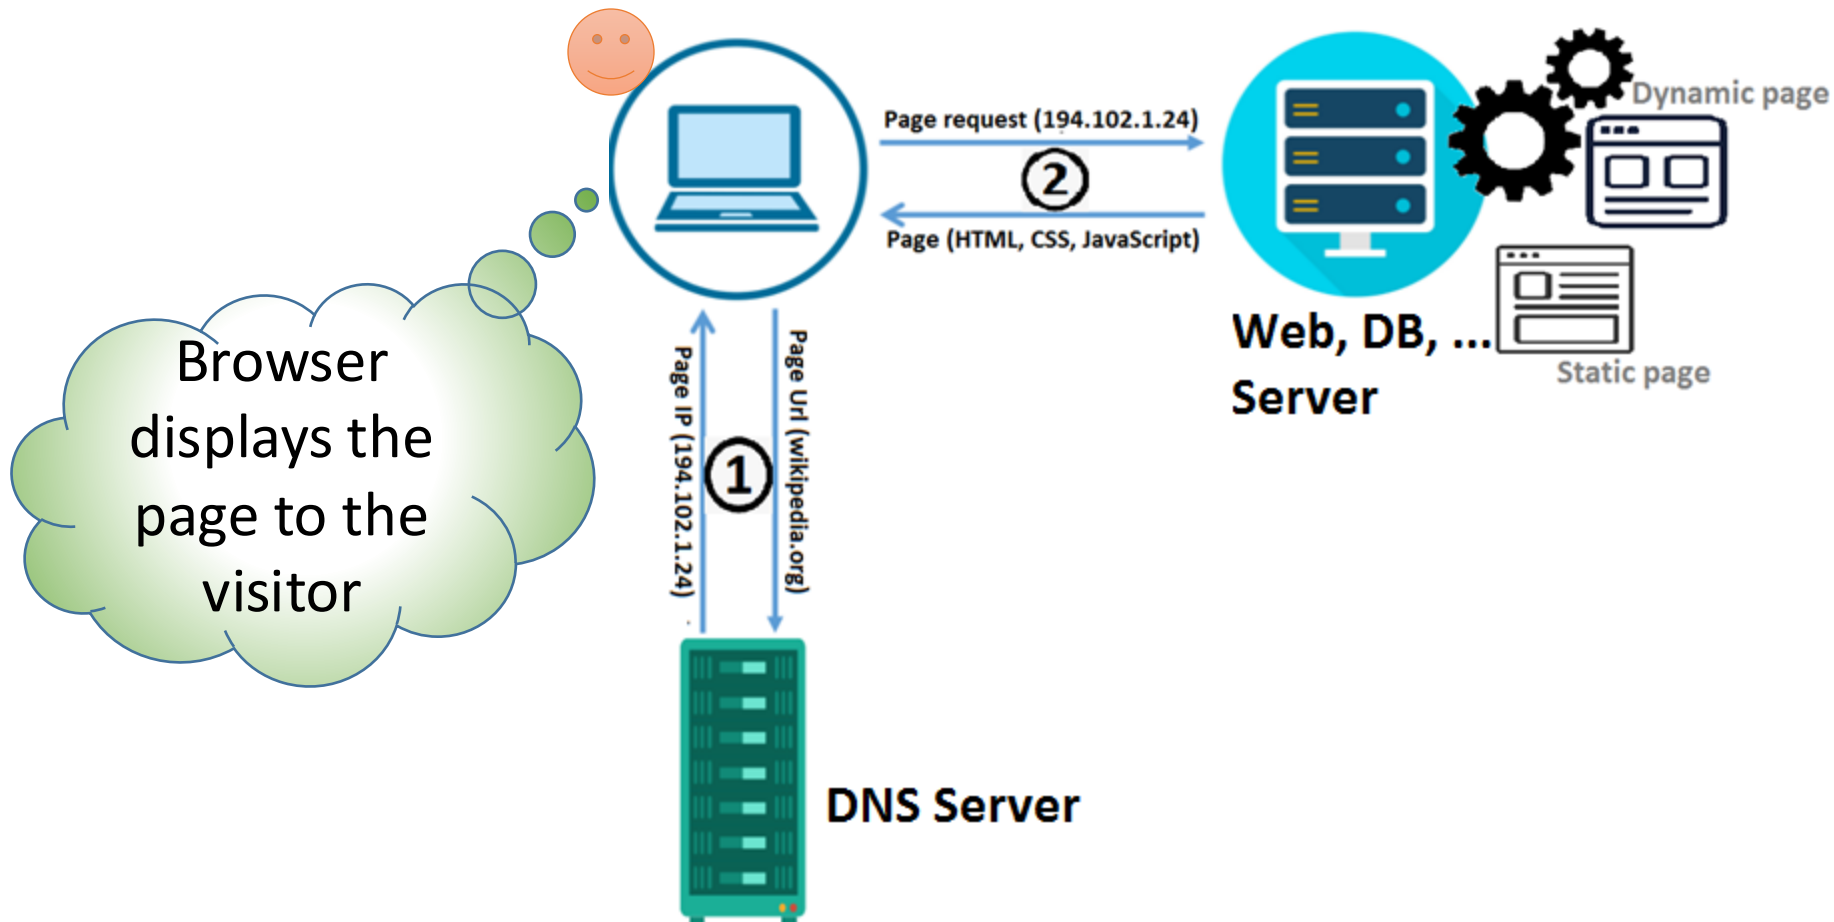 Browser
displays the
page to the
visitor
Page request (194.102.1.24)
2
Page (HTML, CSS, JavaScript)
Dynamic page
Static page
Web, DB, ...
Server
Page IP (194.102.1.24)
1
Page Url (wikipedia.org)
DNS Server